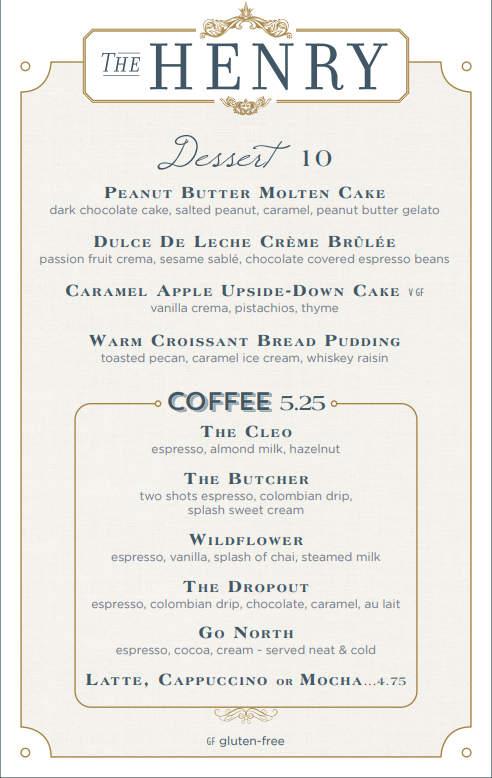 The HENRY
Dessert 10
Peanut Butter Molten Cake
dark chocolate cake, salted peanut, caramel, peanut butter gelato
Dulce De Leche Crème Brûlée
passion fruit crema, sesame sablé, chocolate covered espresso beans
Caramel Apple Upside-Down Cake V GF
vanilla crema, pistachios, thyme
Warm Croissant Bread Pudding
toasted pecan, caramel ice cream, whiskey raisin
COFFEE 5.25
The Cleo
espresso, almond milk, hazelnut
The Butcher
two shots espresso, colombian drip,
splash sweet cream
Wildflower
espresso, vanilla, splash of chai, steamed milk
The Dropout
espresso, colombian drip, chocolate, caramel, au lait
Go North
espresso, cocoa, cream - served neat & cold
Latte, Cappuccino or Mocha...4.75
GF gluten-free